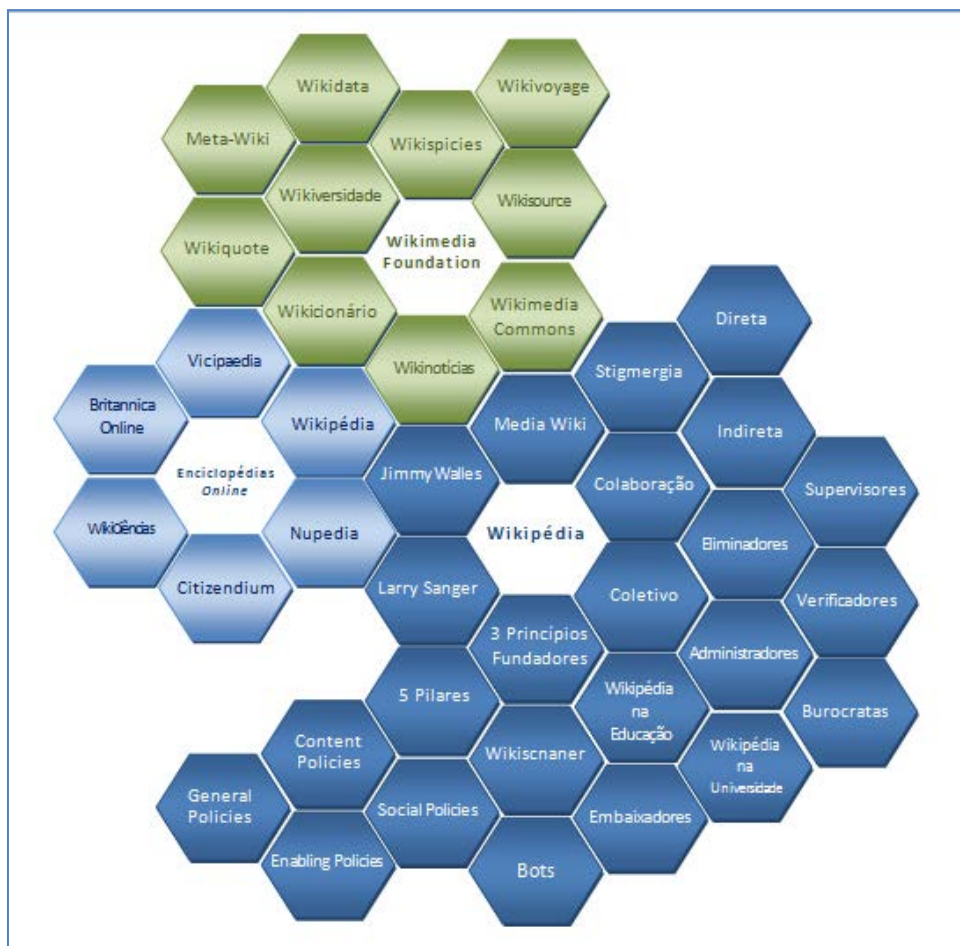 Wikidata
Wikivoyage
Meta-Wiki
Wikispicies
Wikiversidade
Wikisource
Wikiquote
Wikimedia
Foundation
Wikicionário
Wikimedia
Commons
Direta
Vicipaedia
Wikinotícias
Stigmergia
Britannica
Online
Wikipédia
Media Wiki
Indireta
Enciclopédias
Online
Jimmy Walles
Colaboração
Supervisores
WikiCiências
Nupedia
Wikipédia
Eliminadores
Citizendium
Larry Sanger
Coletivo
Verificadores
3 Princípios
Fundadores
Administradores
5 Pilares
Wikipédia
na
Educação
Burocratas
Content
Policies
Wikiscnaner
Wikipédia
na
Universidade
General
Policies
Social Policies
Embaixadores
Enabling Policies
Bots